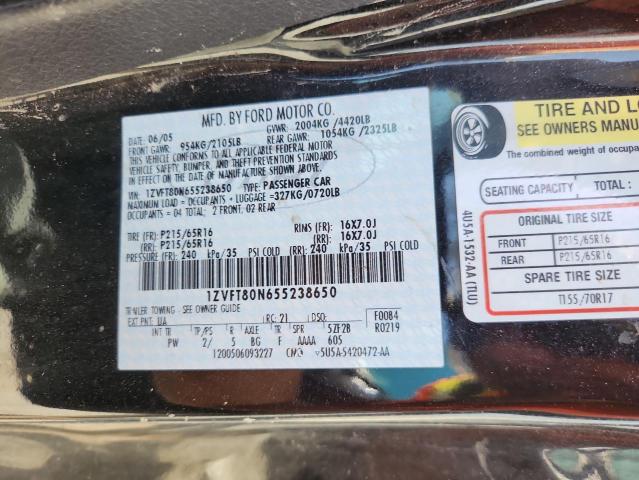 MFD. BY FORD MOTOR CO.
DATE: 06/05 GVWR: 2004KG /4420LB
FRONT GAWR: 954KG/2105LB REAR GAWR: 1054KG /2325LB
THIS VEHICLE CONFORMS TO ALL APPLICABLE FEDERAL MOTOR
VEHICLE SAFETY, BUMPER, AND THEFT PREVENTION STANDARDS
IN EFFECT ON THE DATE OF MANUFACTURE SHOWN ABOVE.
VIN: 1ZVFT80N655238650 TYPE: PASSENGER CAR
MAXIMUM LOAD = OCCUPANTS + LUGGAGE =327KG/0720LB
OCCUPANTS = 04 TOTAL: 2 FRONT, 02 REAR
TIRE (FR): P215/65R16 RIMS (FR): 16X7.0J
(RR): P215/65R16 (RR): 16X7.0J
PRESSURE (FR): 240 kPa/35 PSI COLD (RR): 240 kPa/35 PSI COLD
1ZVFT80N655238650
TRAILER TOWING - SEE OWNER GUIDE F0084
EXT PNT: UA RC: 21 DSO: R0219
INT TR TP/PS R AXLE TR SPR 5ZF2B
PW 2/ 5 BG F AAAA 605
1200506093227 5U5A-5420472-AA
4U5A-1532-AA (TLU)
TIRE AND LO
SEE OWNERS MANUA
The combined weight of occupa
SEATING CAPACITY TOTAL :
ORIGINAL TIRE SIZE
FRONT P215/65R16
REAR P215/65R16
SPARE TIRE SIZE
T155/70R17